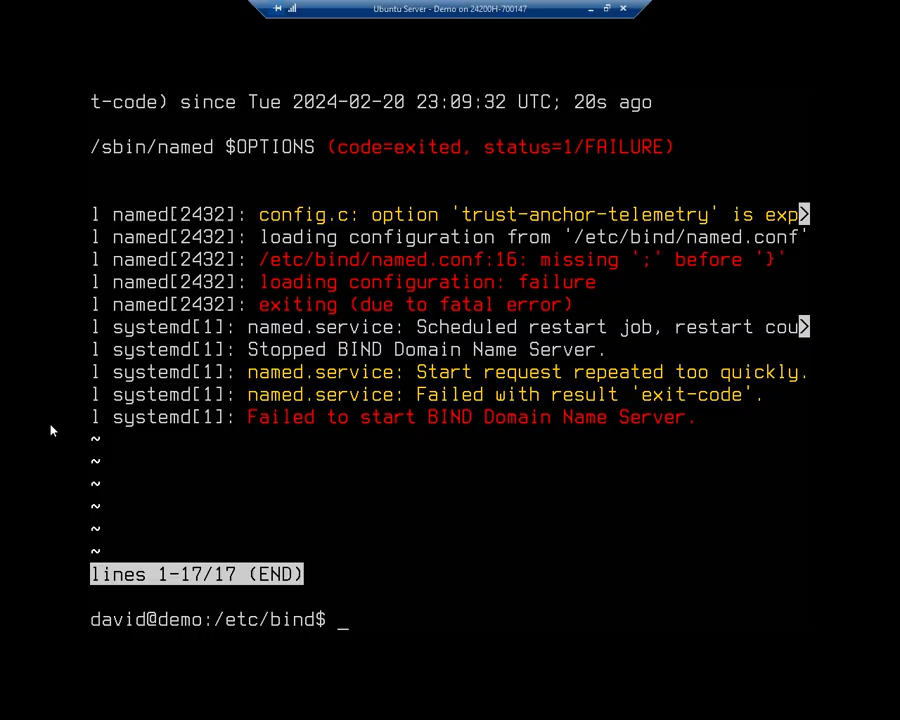 Ubuntu Server - Demo on 24200H-700147
t-code) since Tue 2024-02-20 23:09:32 UTC; 20s ago
/sbin/named $OPTIONS (code=exited, status=1/FAILURE)
l named[2432]: config.c: option 'trust-anchor-telemetry' is exp>
l named[2432]: loading configuration from '/etc/bind/named.conf'
l named[2432]: /etc/bind/named.conf:16: missing ';' before '}'
l named[2432]: loading configuration: failure
l named[2432]: exiting (due to fatal error)
l systemd[1]: named.service: Scheduled restart job, restart cou>
l systemd[1]: Stopped BIND Domain Name Server.
l systemd[1]: named.service: Start request repeated too quickly.
l systemd[1]: named.service: Failed with result 'exit-code'.
l systemd[1]: Failed to start BIND Domain Name Server.
~
~
~
~
~
~
lines 1-17/17 (END)
david@demo:/etc/bind$ _